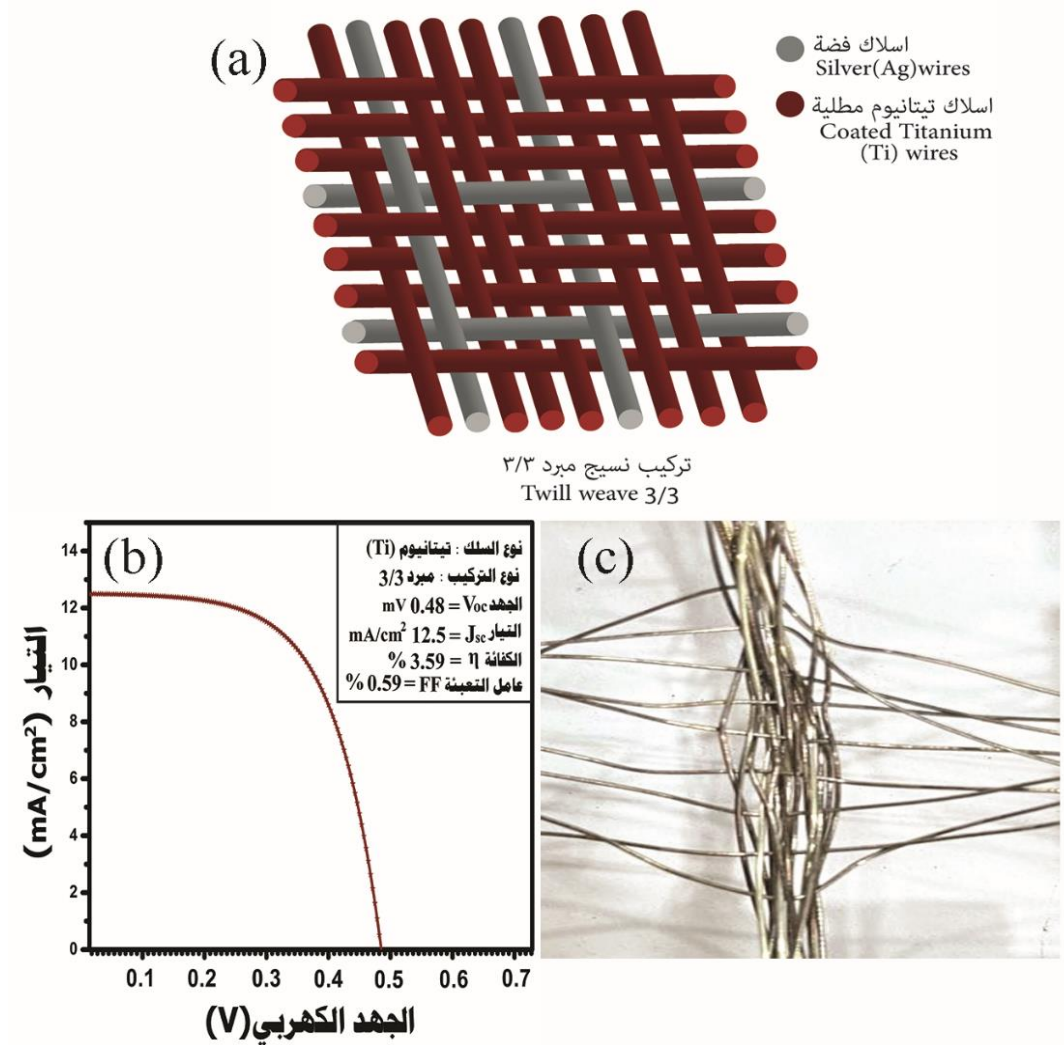 (a)
اسلاك فضة
Silver(Ag)wires
اسلاك تيتانيوم مطلية
Coated Titanium
(Ti) wires
تركيب نسيج مبرد ٣/٣
Twill weave 3/3
(b)
نوع السلك : تيتانيوم (Ti)
نوع التركيب : مبرد 3/3
الجهد Voc = 0.48 mV
التيار Jsc = 12.5 mA/cm²
الكفائة η = 3.59 %
عامل التعبئة FF = 0.59 %
التيار (mA/cm²)
14
12
10
8
6
4
2
0
0.1 0.2 0.3 0.4 0.5 0.6 0.7
الجهد الكهربي (V)
(c)